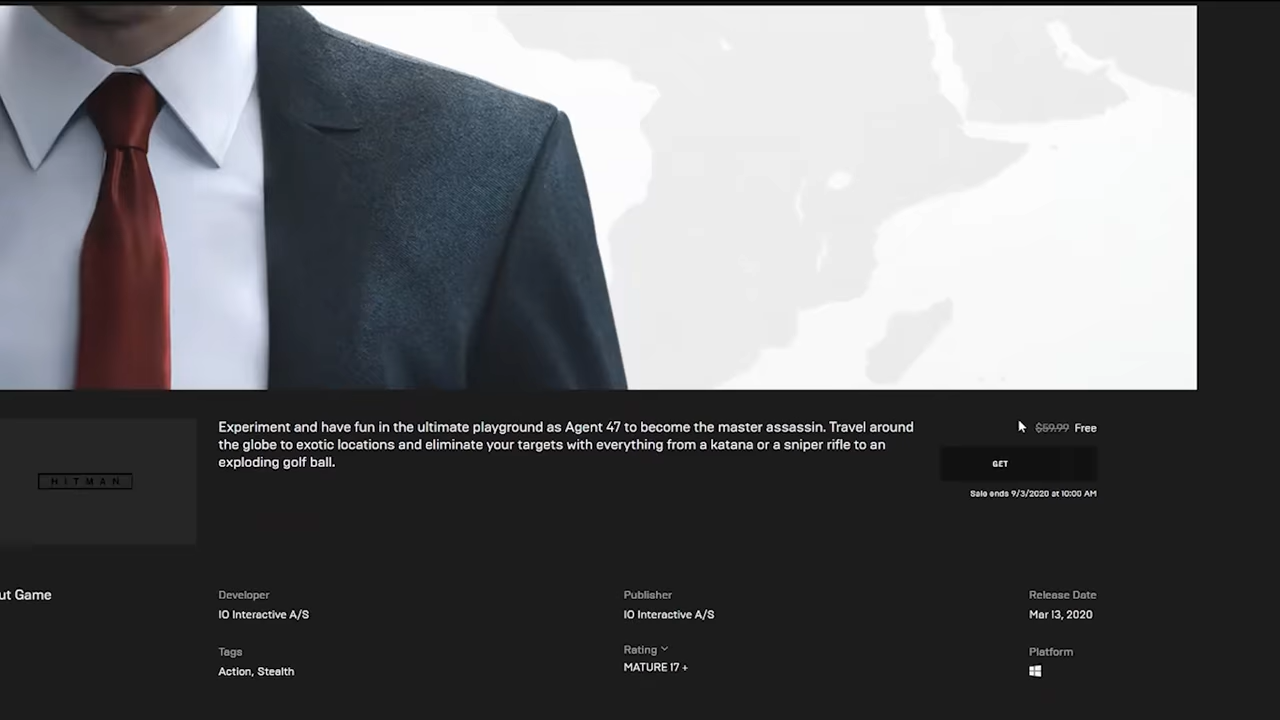 Experiment and have fun in the ultimate playground as Agent 47 to become the master assassin. Travel around
the globe to exotic locations and eliminate your targets with everything from a katana or a sniper rifle to an
exploding golf ball.
$59.99 Free
GET
Sale ends 9/3/2020 at 10:00 AM
HITMAN
ut Game
Developer
IO Interactive A/S
Publisher
IO Interactive A/S
Release Date
Mar 13, 2020
Tags
Action, Stealth
Rating
MATURE 17 +
Platform